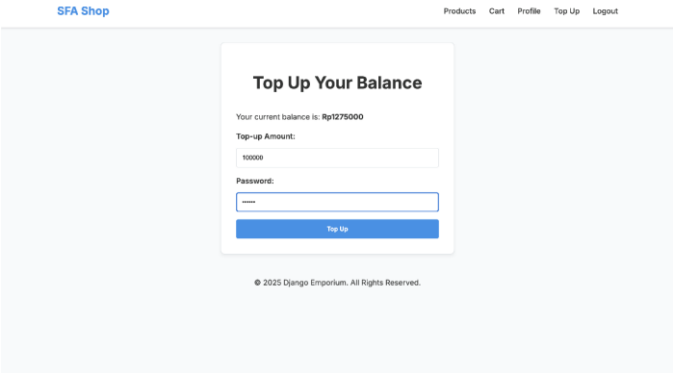 SFA Shop
Products Cart Profile Top Up Logout
Top Up Your Balance
Your current balance is: Rp1275000
Top-up Amount:
100000
Password:
••••••
Top Up
© 2025 Django Emporium. All Rights Reserved.